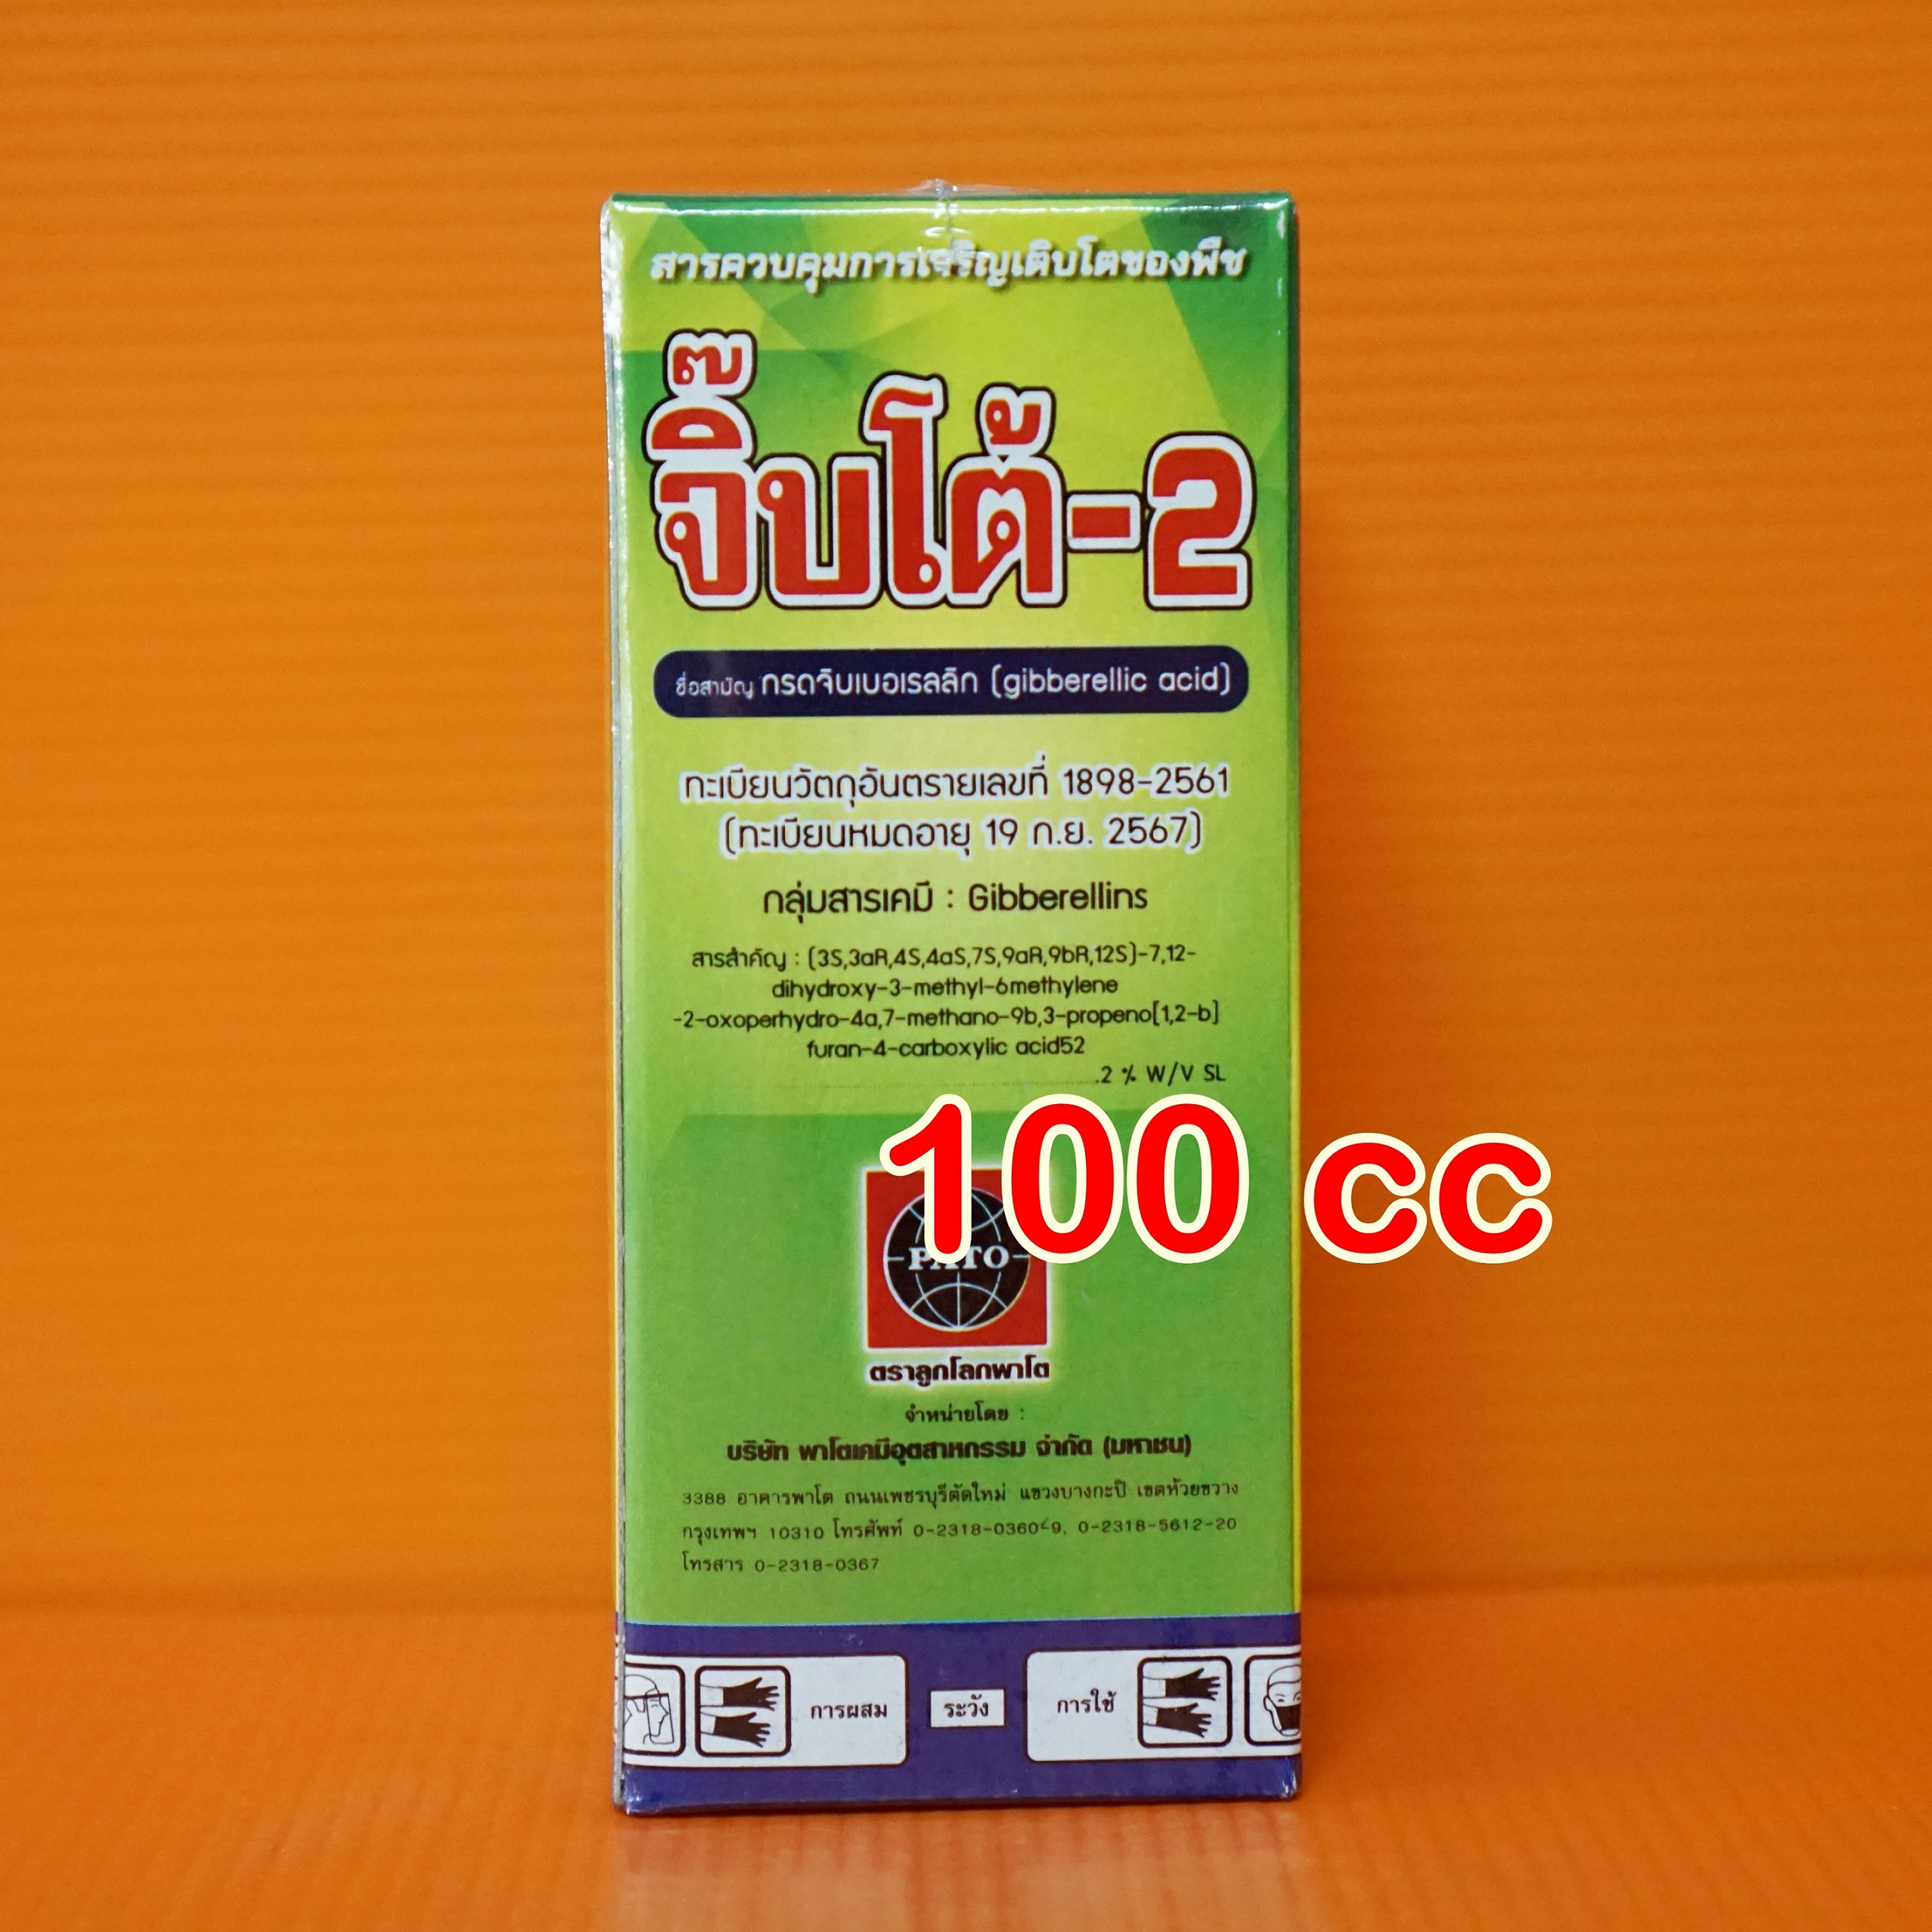 สารควบคุมการเจริญเติบโตของพืช
จิ๊บโต้-2
ชื่อสามัญ กรดจิบเบอเรลลิก (gibberellic acid)
ทะเบียนวัตถุอันตรายเลขที่ 1898-2561
(ทะเบียนหมดอายุ 19 ก.ย. 2567)
กลุ่มสารเคมี : Gibberellins
สารสำคัญ : (3S,3aR,4S,4aS,7S,9aR,9bR,12S)-7,12-
dihydroxy-3-methyl-6methylene
-2-oxoperhydro-4a,7-methano-9b,3-propeno[1,2-b]
furan-4-carboxylic acid52
2 % W/V SL
100 cc
PATO
ตราลูกโลกพาโต
จำหน่ายโดย :
บริษัท พาโตเคมีอุตสาหกรรม จำกัด (มหาชน)
3388 อาคารพาโต ถนนเพชรบุรีตัดใหม่ แขวงบางกะปิ เขตห้วยขวาง
กรุงเทพฯ 10310 โทรศัพท์ 0-2318-0360-9, 0-2318-5612-20
โทรสาร 0-2318-0367
การผสม ระวัง การใช้